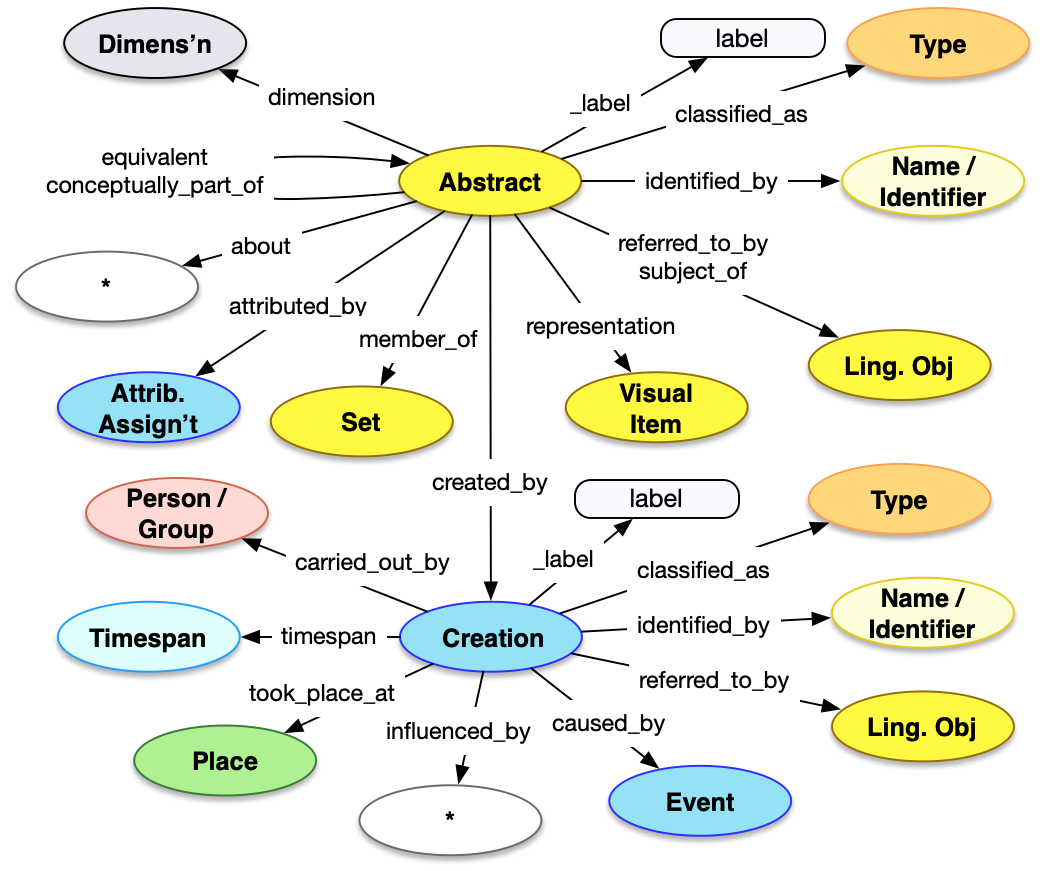 Dimens’n
label
Type
dimension
_label
classified_as
equivalent
conceptually_part_of
Abstract
identified_by
Name /
Identifier
about
*
referred_to_by
subject_of
attributed_by
member_of
representation
Attrib.
Assign’t
Set
Visual
Item
Ling. Obj
created_by
label
Type
Person /
Group
carried_out_by
_label
classified_as
Timespan
timespan
Creation
identified_by
Name /
Identifier
took_place_at
influenced_by
caused_by
referred_to_by
Place
*
Event
Ling. Obj